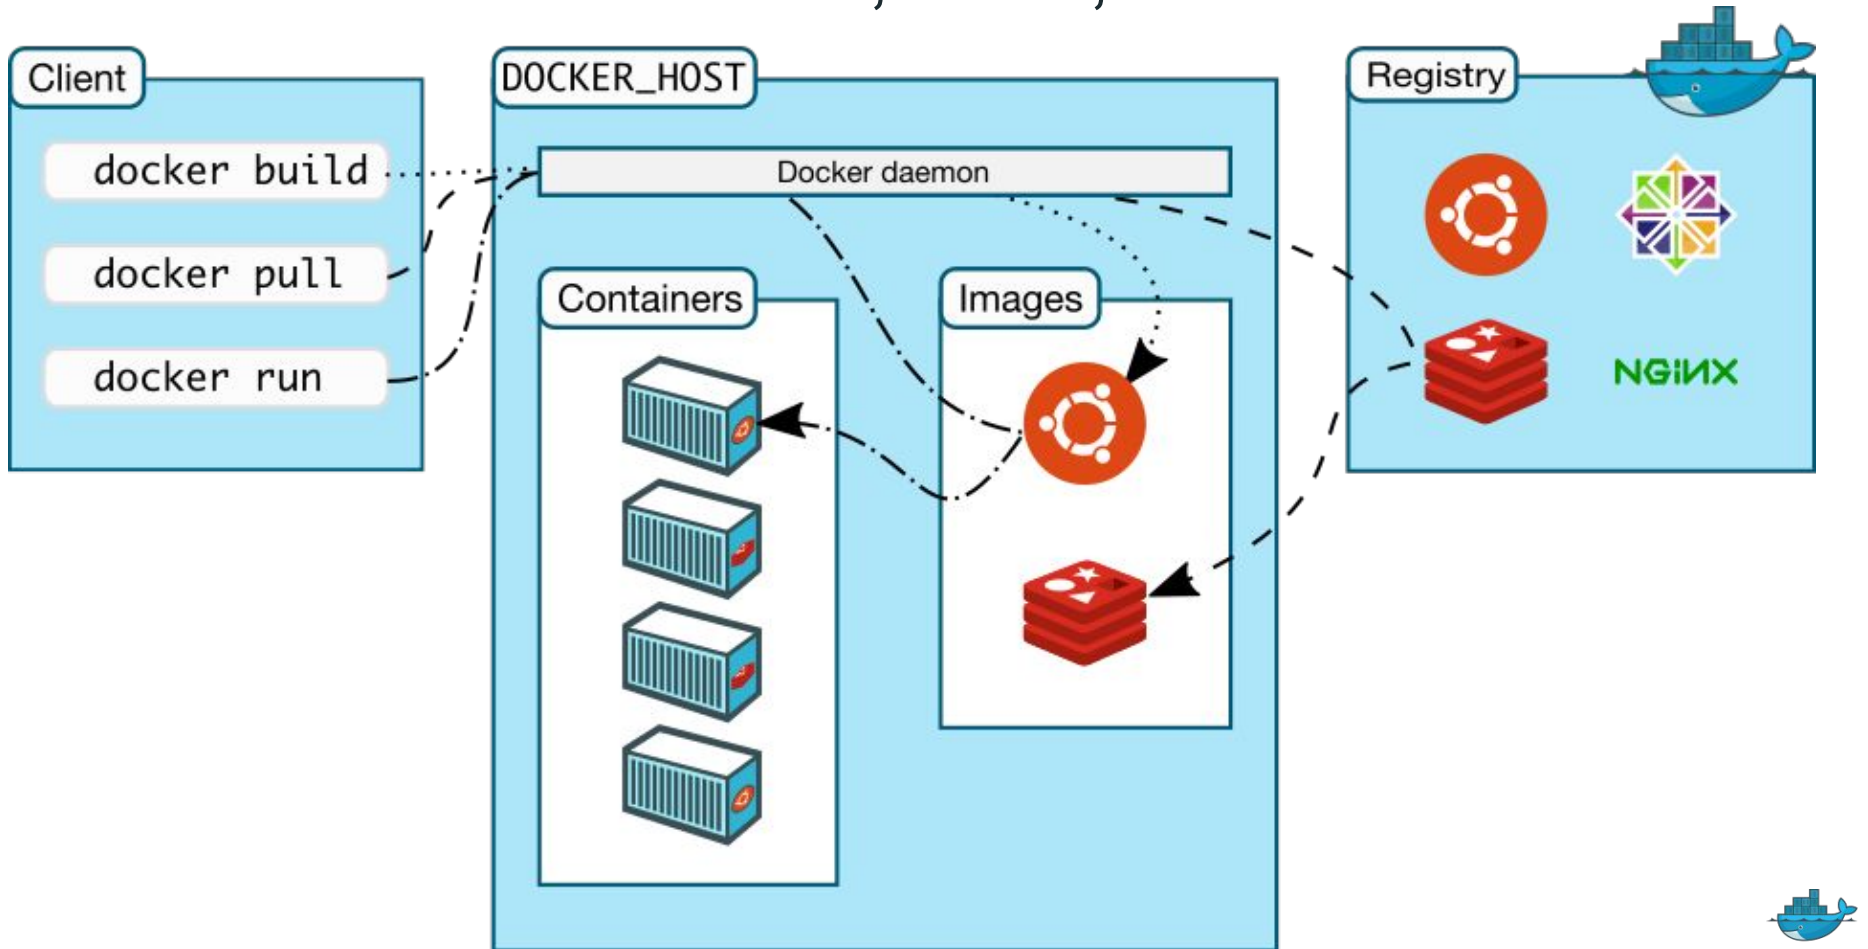 Client
docker build
docker pull
docker run
DOCKER_HOST
Docker daemon
Containers
Images
Registry
NGiNX